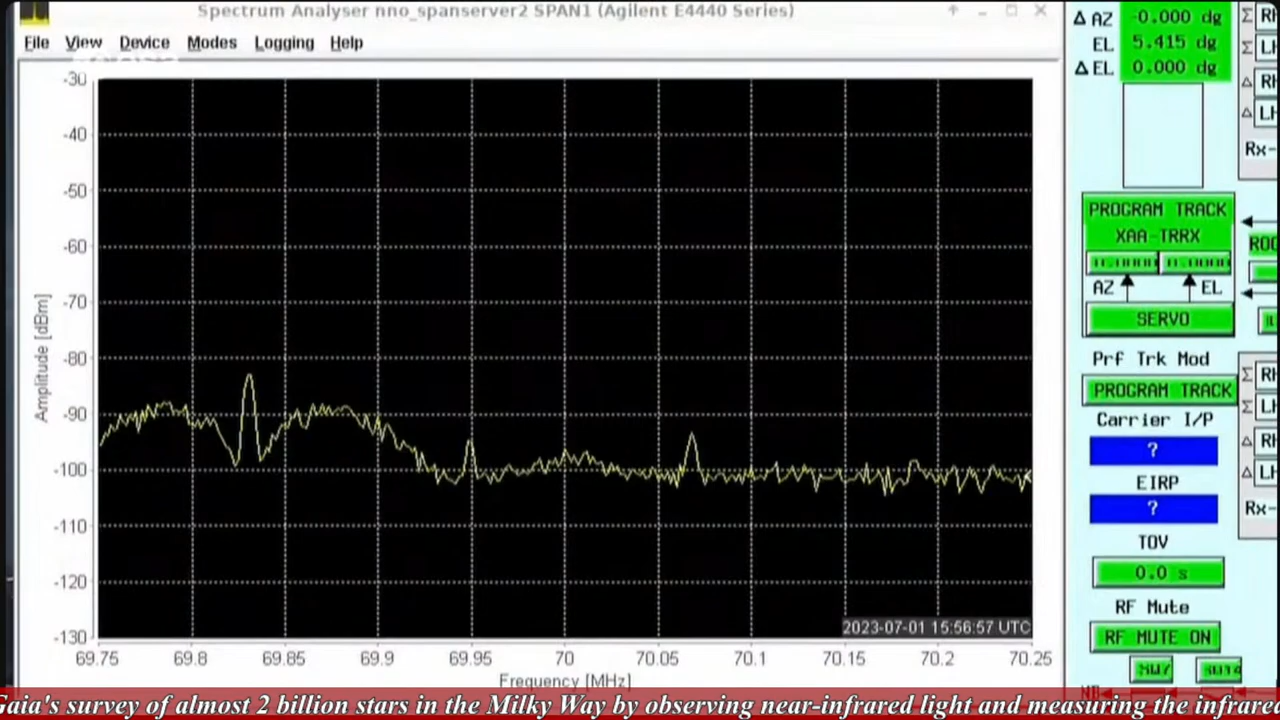 Spectrum Analyser nno_spanserver2 SPAN1 (Agilent E4440 Series)
File View Device Modes Logging Help
-30
-40
-50
-60
-70
-80
-90
-100
-110
-120
-130
Amplitude [dBm]
2023-07-01 15:56:57 UTC
69.75 69.8 69.85 69.9 69.95 70 70.05 70.1 70.15 70.2 70.25
Frequency [MHz]
Δ AZ -0.000 dg
EL 5.415 dg
Δ EL 0.000 dg
PROGRAM TRACK
XAA-TRRX
AZ EL
SERVO
Prf Trk Mod
PROGRAM TRACK
Carrier I/P
?
EIRP
?
TOV
0.0 s
RF Mute
RF MUTE ON
Σ
Σ
Δ
Δ
Rx-
Σ
Σ
Δ
Δ
Rx-
Gaia's survey of almost 2 billion stars in the Milky Way by observing near-infrared light and measuring the infrared